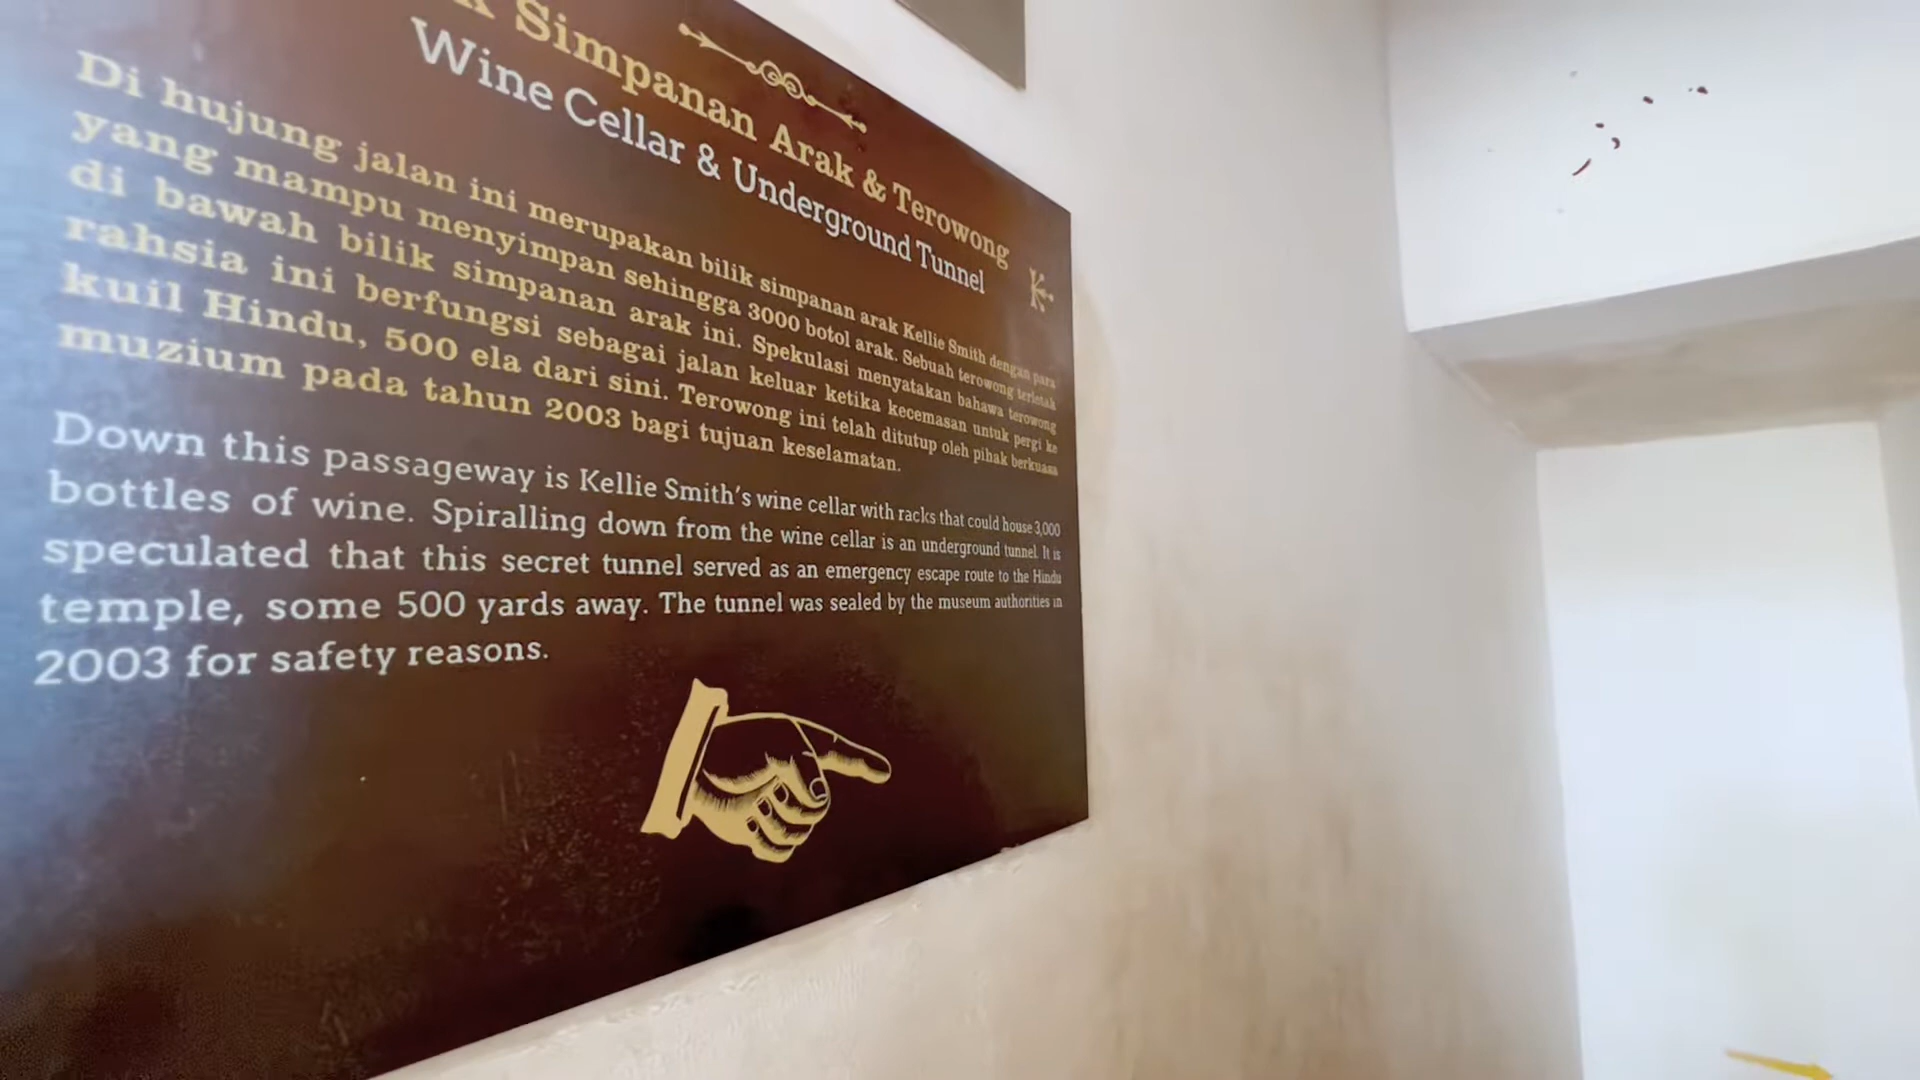 Simpanan Arak & Terowong
Wine Cellar & Underground Tunnel
Di hujung jalan ini merupakan bilik simpanan arak Kellie Smith dengan para
yang mampu menyimpan sehingga 3000 botol arak. Sebuah terowong terletak
di bawah bilik simpanan arak ini. Spekulasi menyatakan bahawa terowong
rahsia ini berfungsi sebagai jalan keluar ketika kecemasan untuk pergi ke
kuil Hindu, 500 ela dari sini. Terowong ini telah ditutup oleh pihak berkuasa
muzium pada tahun 2003 bagi tujuan keselamatan.
Down this passageway is Kellie Smith's wine cellar with racks that could house 3,000
bottles of wine. Spiralling down from the wine cellar is an underground tunnel. It is
speculated that this secret tunnel served as an emergency escape route to the Hindu
temple, some 500 yards away. The tunnel was sealed by the museum authorities in
2003 for safety reasons.